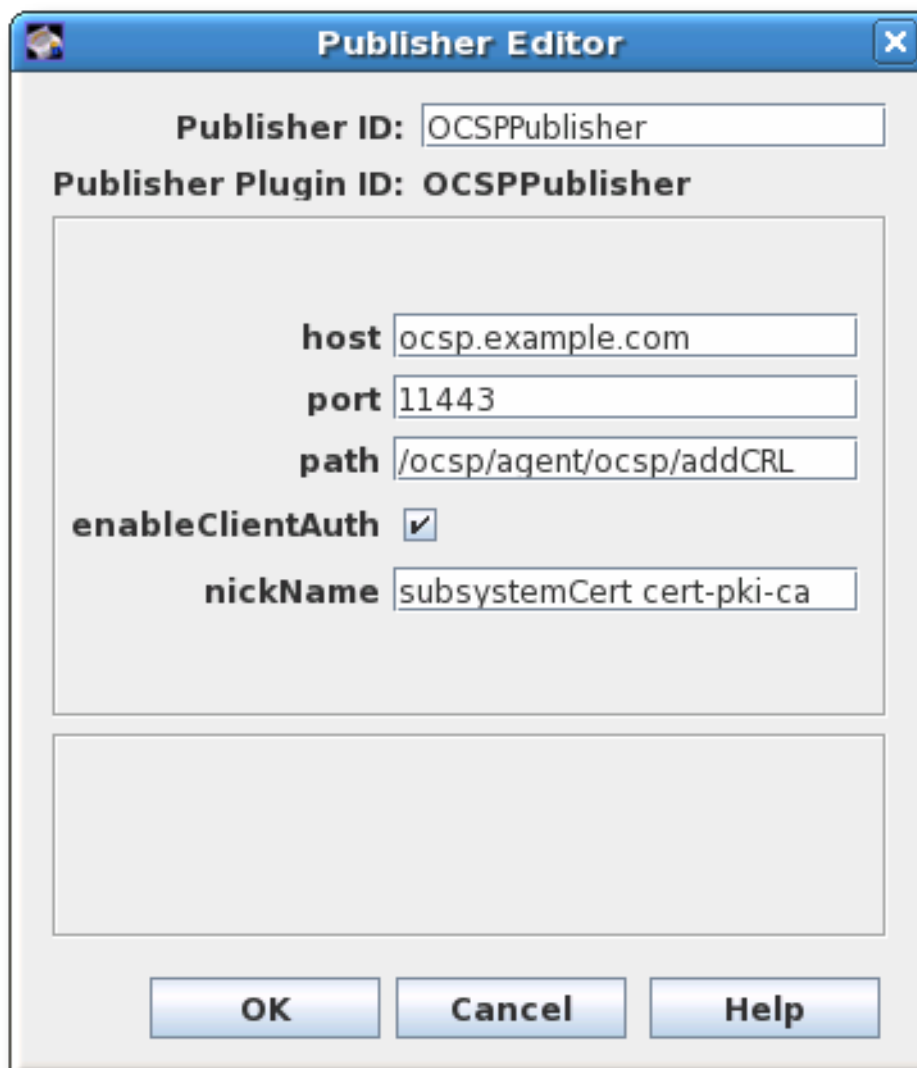 Publisher Editor
Publisher ID: OCSPPublisher
Publisher Plugin ID: OCSPPublisher
host ocsp.example.com
port 11443
path /ocsp/agent/ocsp/addCRL
enableClientAuth
nickName subsystemCert cert-pki-ca
OK Cancel Help